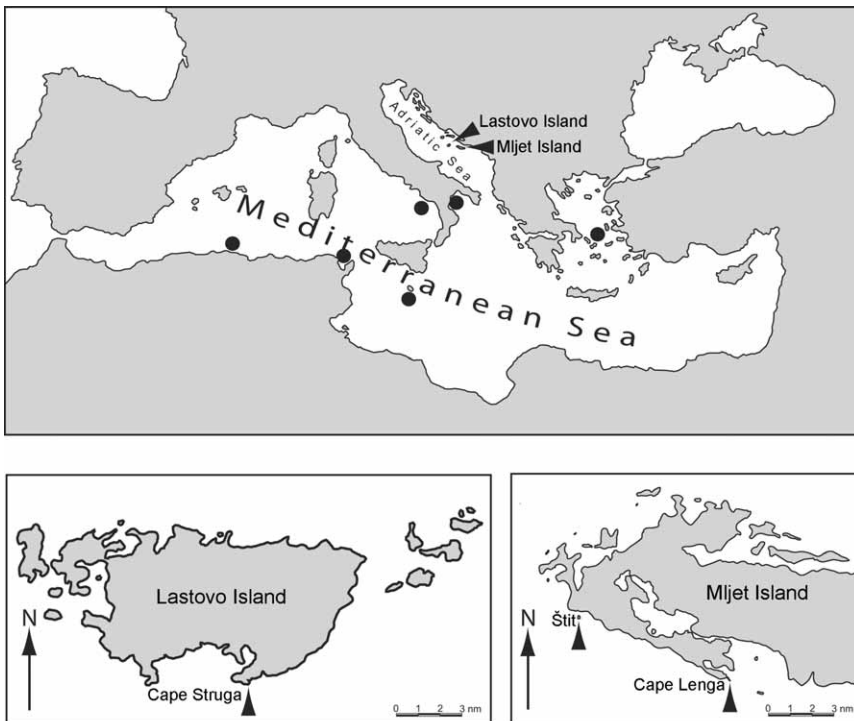 Adriatic Sea
Lastovo Island
Mljet Island
Mediterranean Sea
Lastovo Island
N
Cape Struga
0 1 2 3 nm
Mljet Island
N
Štit
Cape Lenga
0 1 2 3 nm